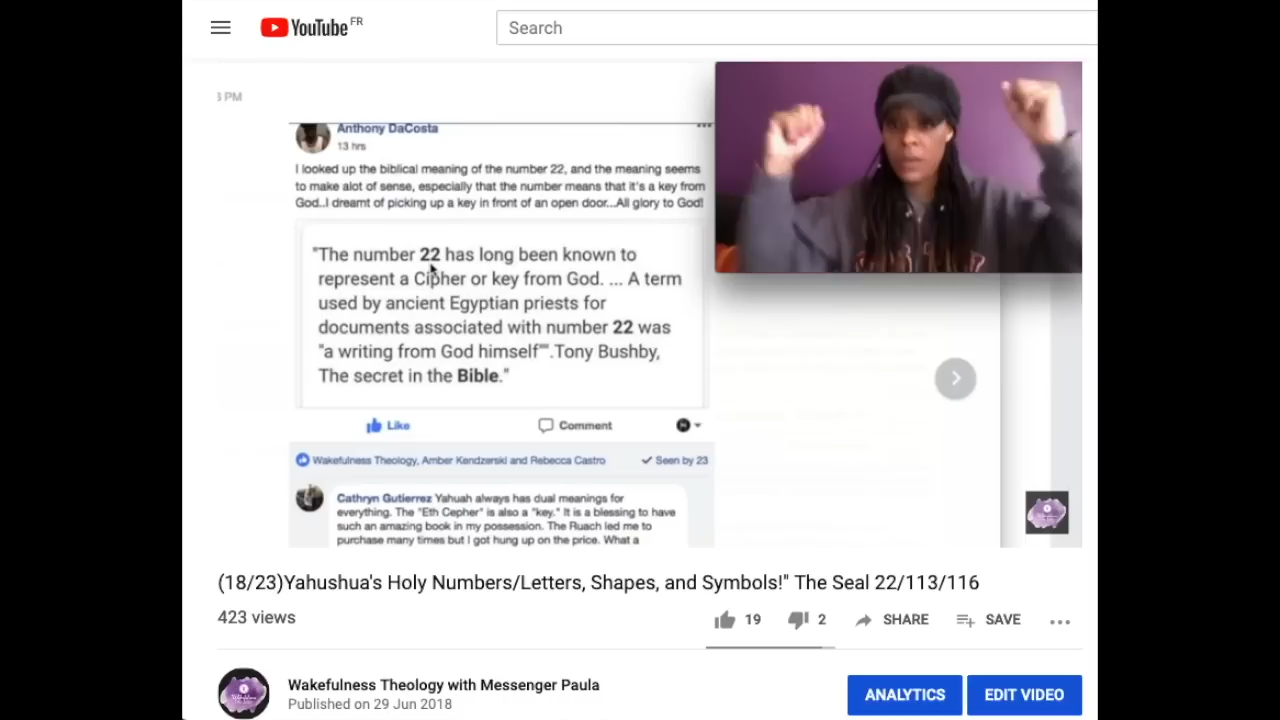 YouTube FR
Search
PM
Anthony DaCosta
13 hrs
I looked up the biblical meaning of the number 22, and the meaning seems
to make alot of sense, especially that the number means that it's a key from
God..I dreamt of picking up a key in front of an open door...All glory to God!
"The number 22 has long been known to
represent a Cipher or key from God. ... A term
used by ancient Egyptian priests for
documents associated with number 22 was
"a writing from God himself"".Tony Bushby,
The secret in the Bible."
Like Comment
Wakefulness Theology, Amber Kendzerski and Rebecca Castro Seen by 23
Cathryn Gutierrez Yahuah always has dual meanings for
everything. The "Eth Cepher" is also a "key." It is a blessing to have
such an amazing book in my possession. The Ruach led me to
purchase many times but I got hung up on the price. What a
(18/23)Yahushua's Holy Numbers/Letters, Shapes, and Symbols!" The Seal 22/113/116
423 views 19 2 SHARE SAVE
Wakefulness Theology with Messenger Paula
Published on 29 Jun 2018
ANALYTICS EDIT VIDEO